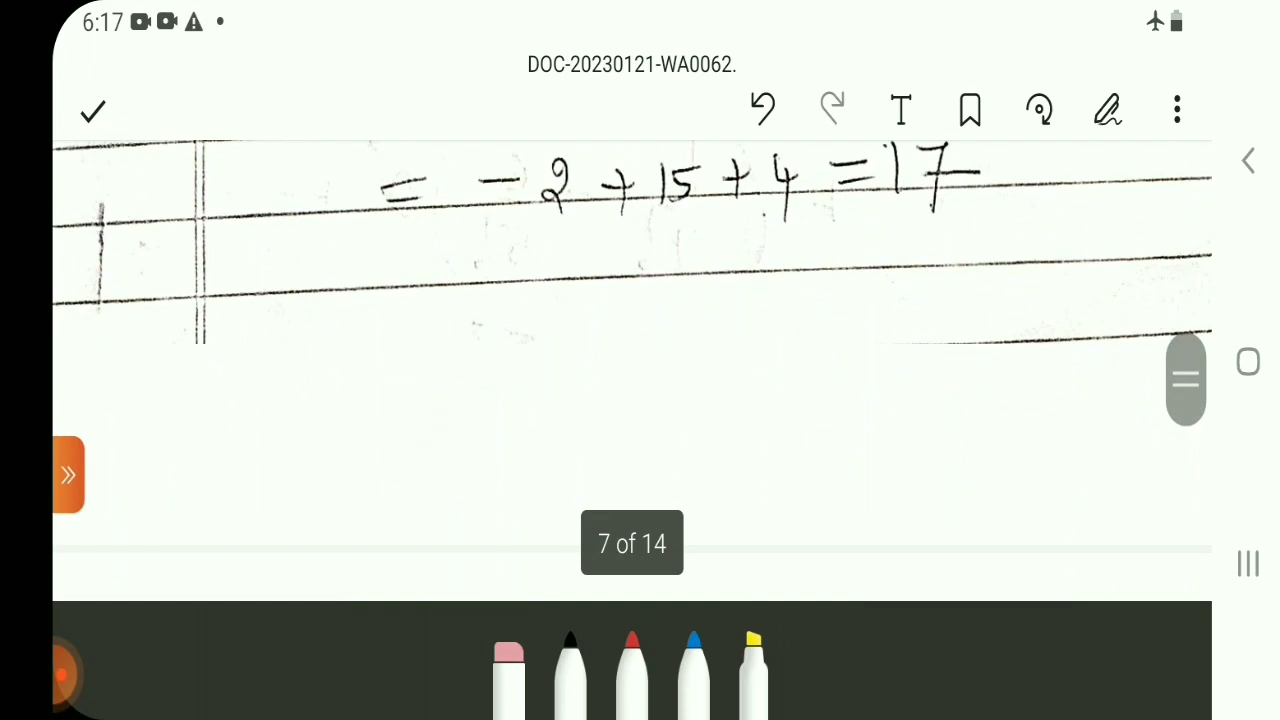 6:17
DOC-20230121-WA0062.
T
= - 2 + 15 + 4 = 17
7 of 14